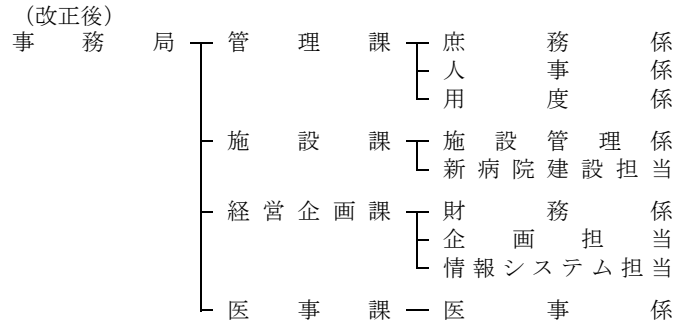 （改正後）
事務局 管理課 庶務係
人事係
用度係
施設課 施設管理係
新病院建設担当
経営企画課 財務係
企画担当
情報システム担当
医事課 医事係